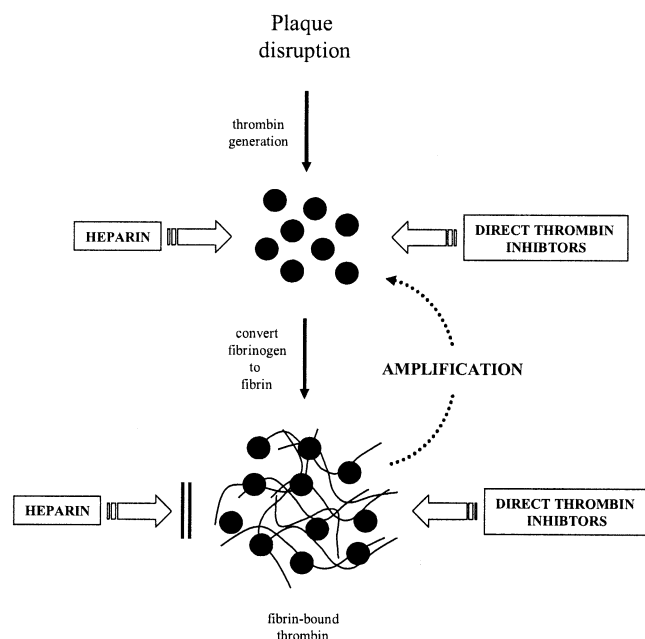 Plaque
disruption
thrombin
generation
HEPARIN
DIRECT THROMBIN
INHIBTORS
convert
fibrinogen
to
fibrin
AMPLIFICATION
HEPARIN
DIRECT THROMBIN
INHIBTORS
fibrin-bound
thrombin